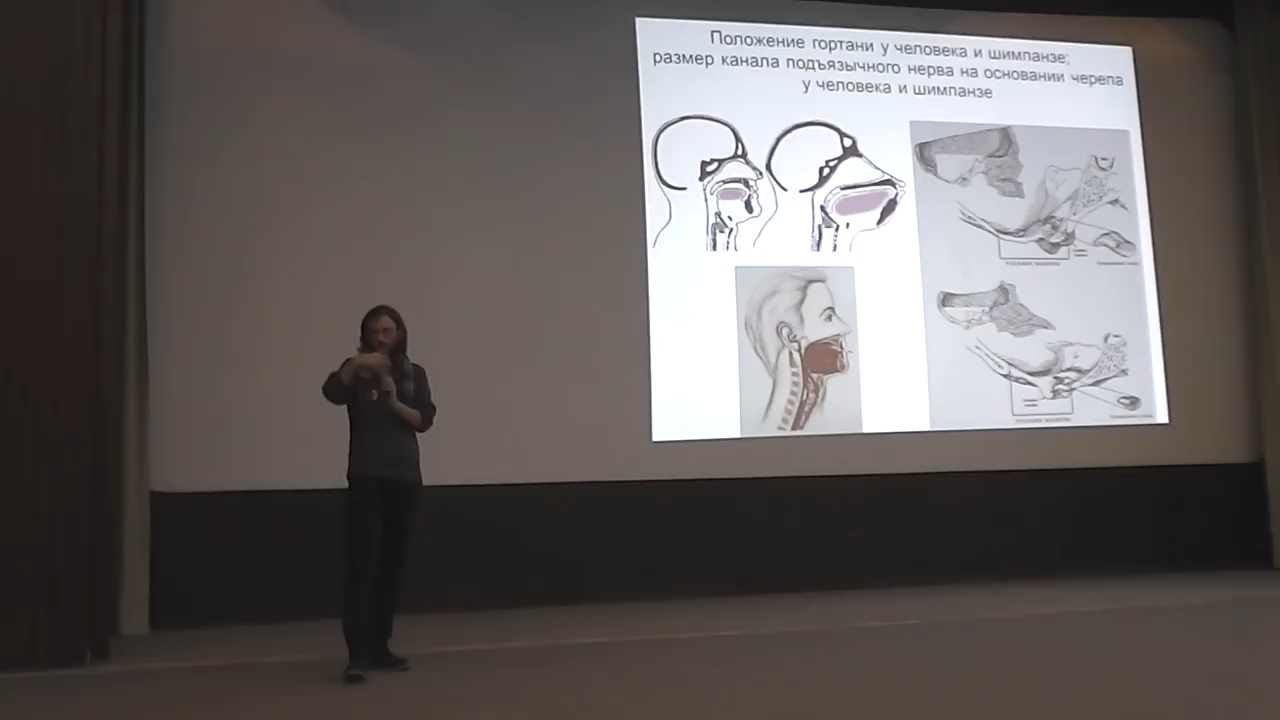 Положение гортани у человека и шимпанзе;
размер канала подъязычного нерва на основании черепа
у человека и шимпанзе